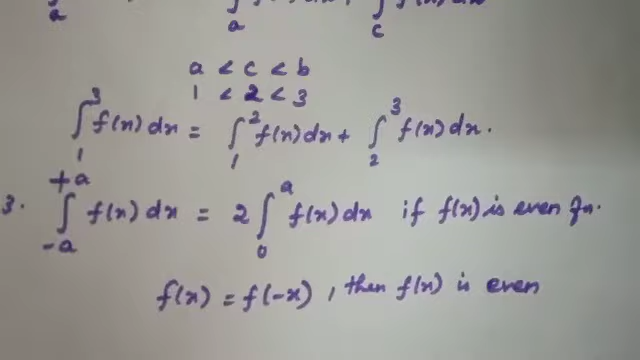 a < c < b
1 < 2 < 3
∫₁³ f(x) dx = ∫₁² f(x) dx + ∫₂³ f(x) dx.
3. ∫₋ₐ⁺ᵃ f(x) dx = 2 ∫₀ᵃ f(x) dx if f(x) is even fn.
f(x) = f(-x), then f(x) is even